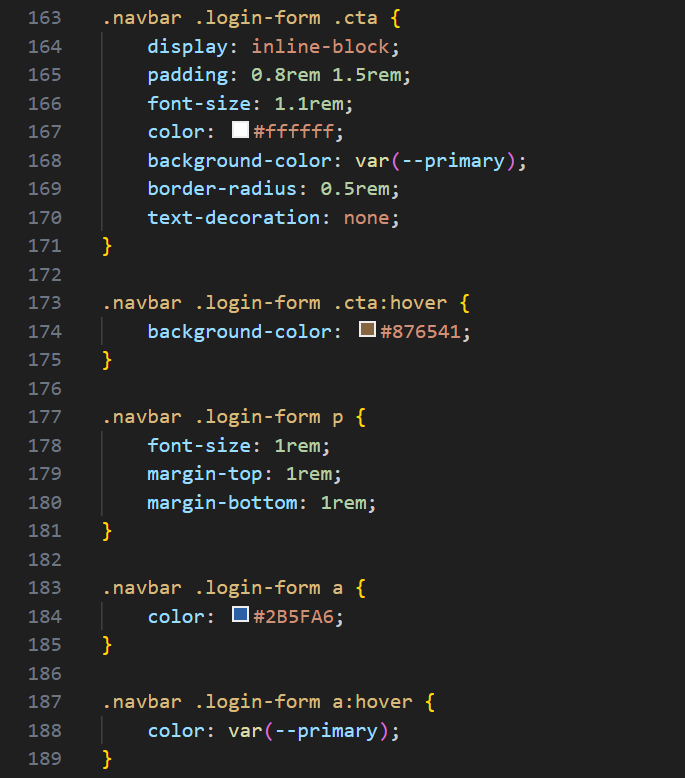 163 .navbar .login-form .cta {
164     display: inline-block;
165     padding: 0.8rem 1.5rem;
166     font-size: 1.1rem;
167     color: #ffffff;
168     background-color: var(--primary);
169     border-radius: 0.5rem;
170     text-decoration: none;
171 }
172
173 .navbar .login-form .cta:hover {
174     background-color: #876541;
175 }
176
177 .navbar .login-form p {
178     font-size: 1rem;
179     margin-top: 1rem;
180     margin-bottom: 1rem;
181 }
182
183 .navbar .login-form a {
184     color: #2B5FA6;
185 }
186
187 .navbar .login-form a:hover {
188     color: var(--primary);
189 }